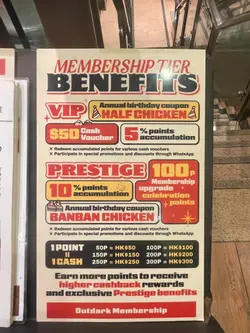 MEMBERSHIP TIER
BENEFITS
VIP
Annual birthday coupon
HALF CHICKEN
$50 Cash Voucher
5% points accumulation
× Redeem accumulated points for various cash vouchers
× Participate in special promotions and discounts through WhatsApp
PRESTIGE
10% points accumulation
100P
Membership
upgrade
celebration
points
Annual birthday coupon
BANBAN CHICKEN
× Redeem accumulated points for various cash vouchers
× Participate in special promotions and discounts through WhatsApp
1 POINT
=
1 CASH
50P = HK$50 100P = HK$100
150P = HK$150 200P = HK$200
250P = HK$250 300P = HK$300
Earn more points to receive
higher cashback rewards
and exclusive Prestige benefits
Outdark Membership